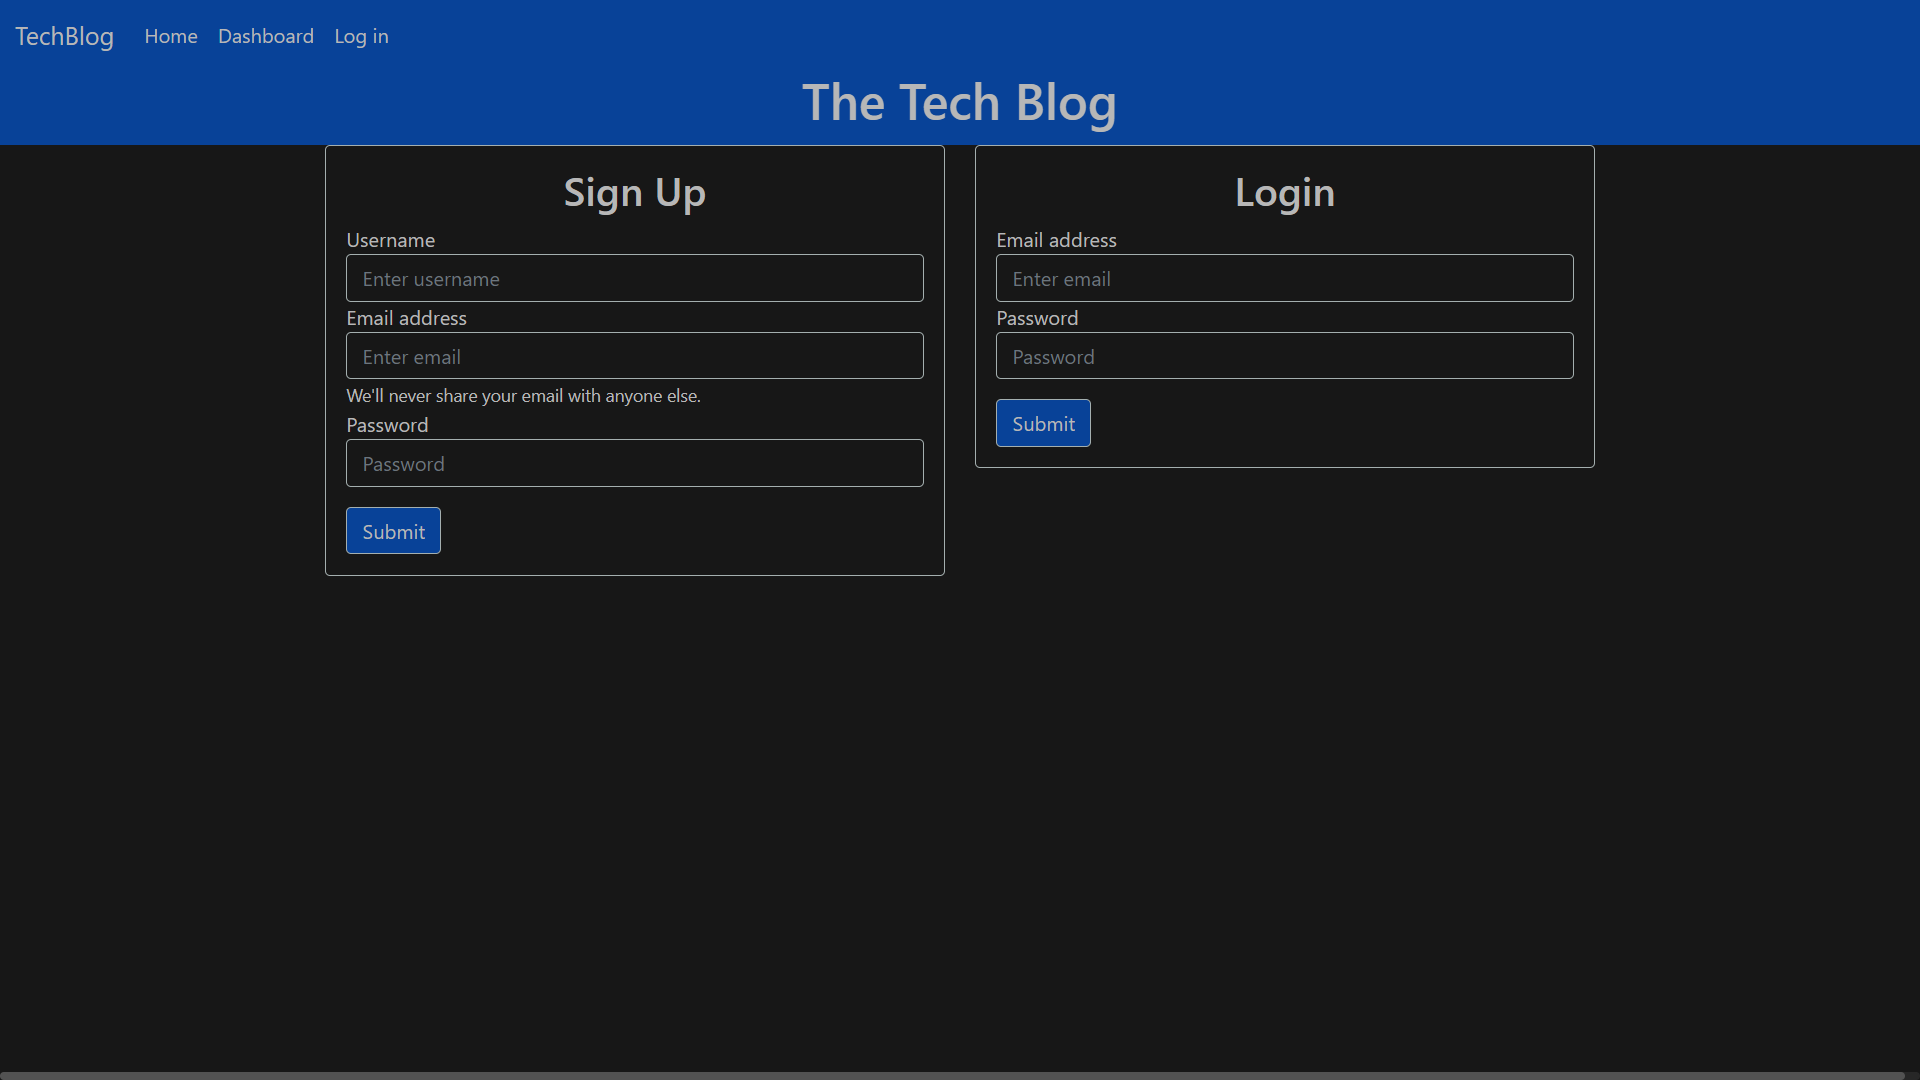 TechBlog Home Dashboard Log in
The Tech Blog
Sign Up
Username
Enter username
Email address
Enter email
We'll never share your email with anyone else.
Password
Password
Submit
Login
Email address
Enter email
Password
Password
Submit